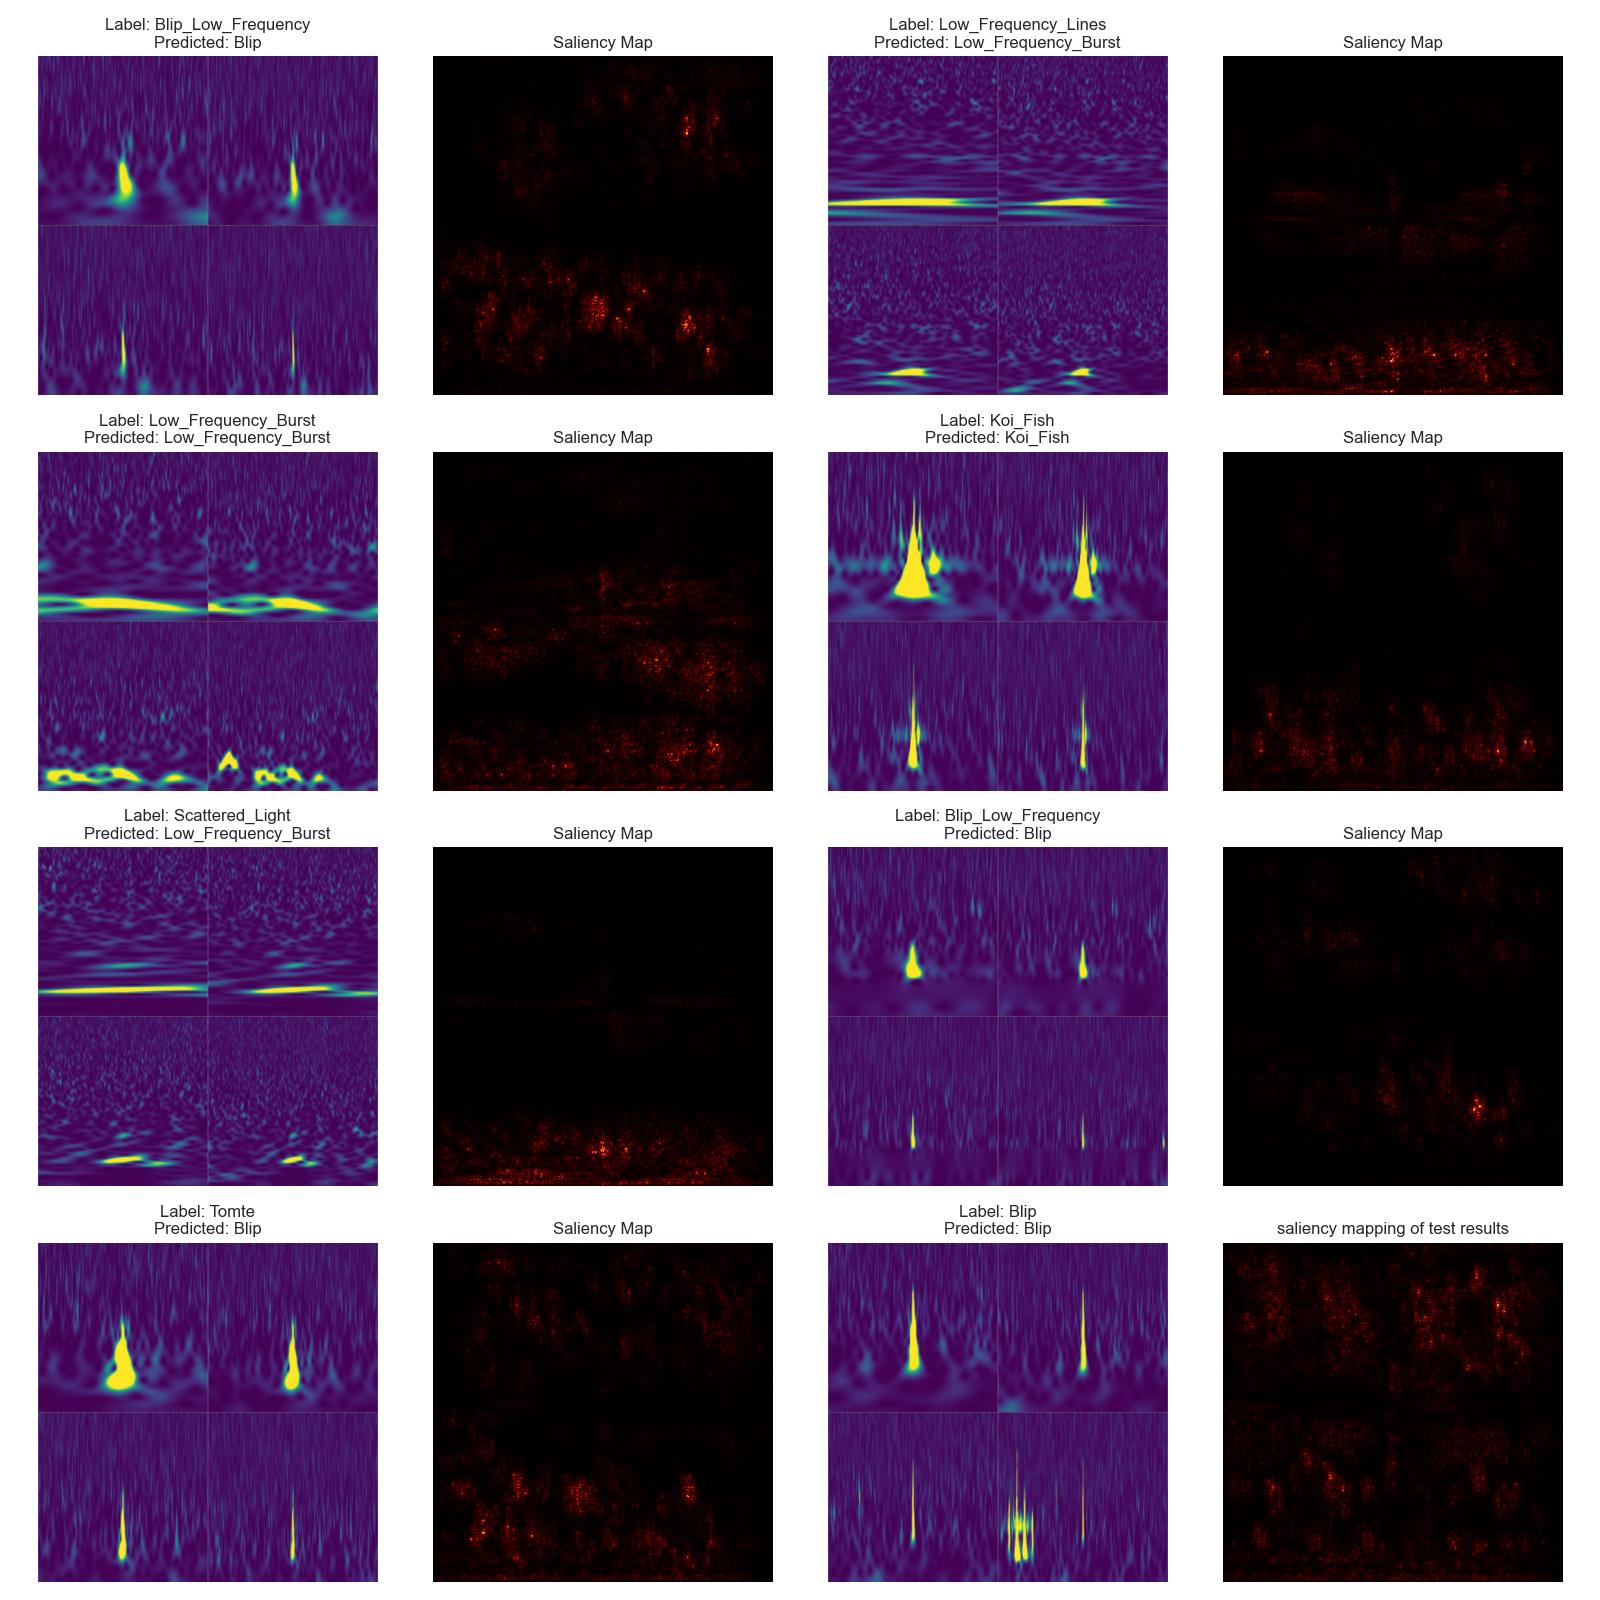 Label: Blip_Low_Frequency
Predicted: Blip
Saliency Map
Label: Low_Frequency_Lines
Predicted: Low_Frequency_Burst
Saliency Map
Label: Low_Frequency_Burst
Predicted: Low_Frequency_Burst
Saliency Map
Label: Koi_Fish
Predicted: Koi_Fish
Saliency Map
Label: Scattered_Light
Predicted: Low_Frequency_Burst
Saliency Map
Label: Blip_Low_Frequency
Predicted: Blip
Saliency Map
Label: Tomte
Predicted: Blip
Saliency Map
Label: Blip
Predicted: Blip
saliency mapping of test results